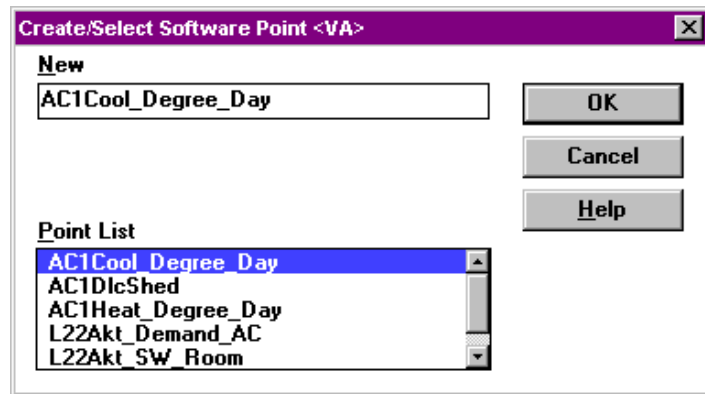 Create/Select Software Point <VA>
New
AC1Cool_Degree_Day
OK
Cancel
Help
Point List
AC1Cool_Degree_Day
AC1DlcShed
AC1Heat_Degree_Day
L22Akt_Demand_AC
L22Akt_SW_Room